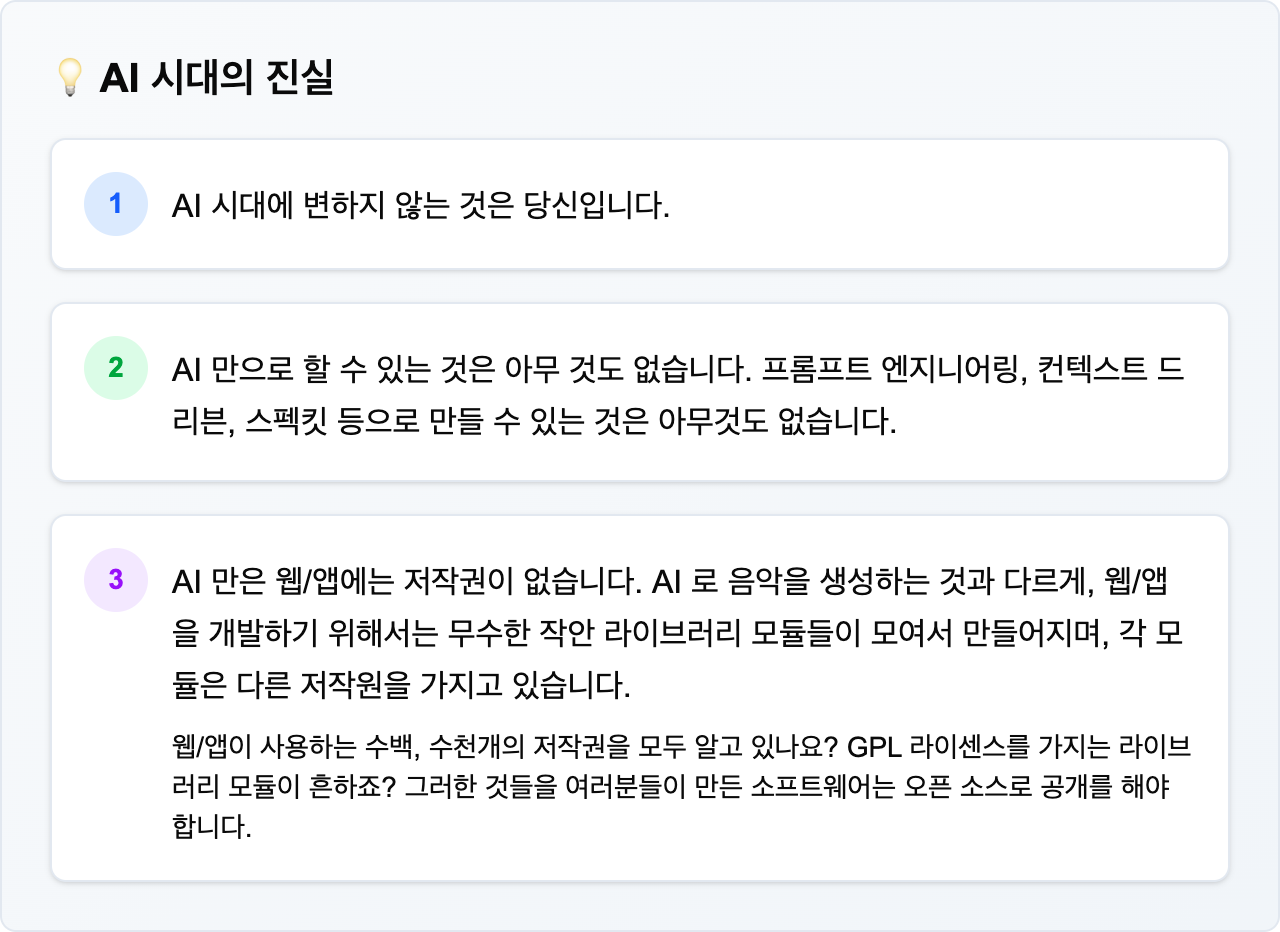 💡 AI 시대의 진실
1
AI 시대에 변하지 않는 것은 당신입니다.
2
AI 만으로 할 수 있는 것은 아무 것도 없습니다. 프롬프트 엔지니어링, 컨텍스트 드
리븐, 스펙킷 등으로 만들 수 있는 것은 아무것도 없습니다.
3
AI 만은 웹/앱에는 저작권이 없습니다. AI 로 음악을 생성하는 것과 다르게, 웹/앱
을 개발하기 위해서는 무수한 작안 라이브러리 모듈들이 모여서 만들어지며, 각 모
듈은 다른 저작원을 가지고 있습니다.
웹/앱이 사용하는 수백, 수천개의 저작권을 모두 알고 있나요? GPL 라이센스를 가지는 라이브
러리 모듈이 흔하죠? 그러한 것들을 여러분들이 만든 소프트웨어는 오픈 소스로 공개를 해야
합니다.